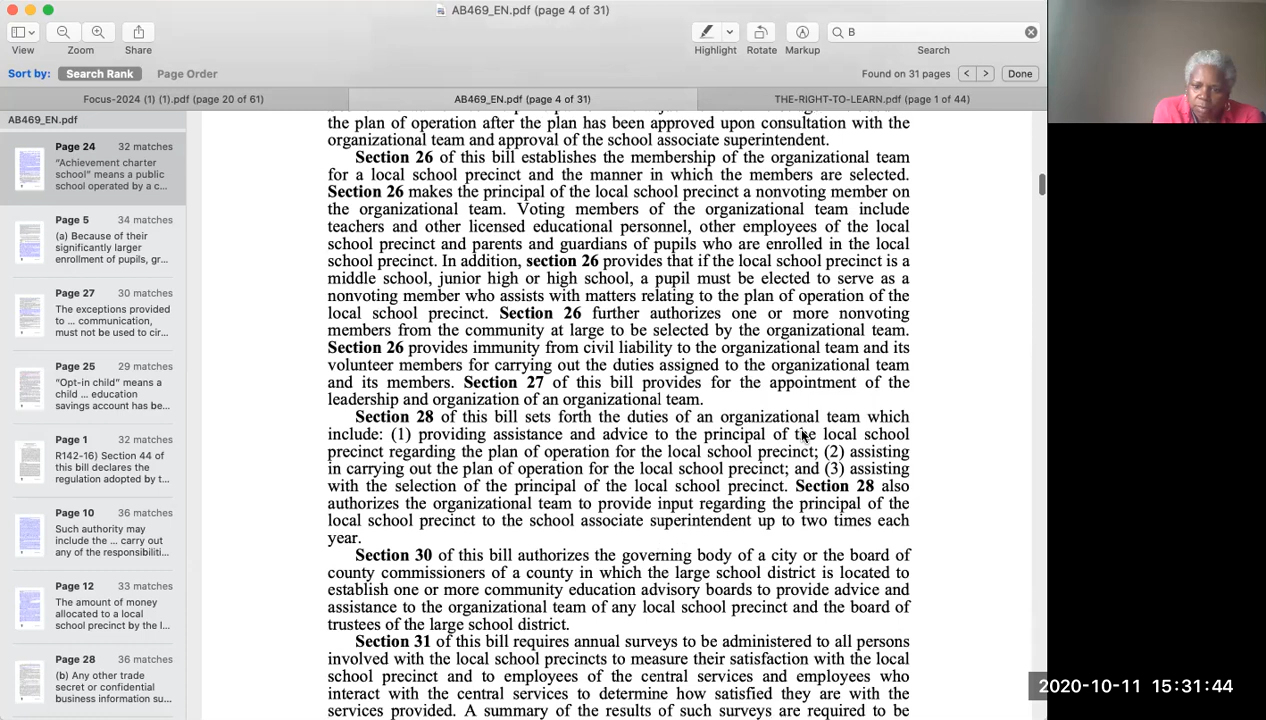 AB469_EN.pdf (page 4 of 31)
B
View
Zoom
Share
Highlight
Rotate
Markup
Search
Sort by:
Search Rank
Page Order
Found on 31 pages
Done
Focus-2024 (1) (1).pdf (page 20 of 61)
AB469_EN.pdf (page 4 of 31)
THE-RIGHT-TO-LEARN.pdf (page 1 of 44)
AB469_EN.pdf
Page 24 32 matches
“Achievement charter
school” means a public
school operated by a c...
Page 5 34 matches
(a) Because of their
significantly larger
enrollment of pupils, gr...
Page 27 30 matches
The exceptions provided
to ... communication,
must not be used to cir...
Page 25 29 matches
“Opt-in child” means a
child ... education
savings account has be...
Page 1 32 matches
R142-16) Section 44 of
this bill declares the
regulation adopted by t...
Page 10 36 matches
Such authority may
include the ... carry out
any of the responsibiliti...
Page 12 33 matches
The amount of money
allocated to a local
school precinct by the l...
Page 28 36 matches
(b) Any other trade
secret or confidential
business information su...
the plan of operation after the plan has been approved upon consultation with the
organizational team and approval of the school associate superintendent.
Section 26 of this bill establishes the membership of the organizational team
for a local school precinct and the manner in which the members are selected.
Section 26 makes the principal of the local school precinct a nonvoting member on
the organizational team. Voting members of the organizational team include
teachers and other licensed educational personnel, other employees of the local
school precinct and parents and guardians of pupils who are enrolled in the local
school precinct. In addition, section 26 provides that if the local school precinct is a
middle school, junior high or high school, a pupil must be elected to serve as a
nonvoting member who assists with matters relating to the plan of operation of the
local school precinct. Section 26 further authorizes one or more nonvoting
members from the community at large to be selected by the organizational team.
Section 26 provides immunity from civil liability to the organizational team and its
volunteer members for carrying out the duties assigned to the organizational team
and its members. Section 27 of this bill provides for the appointment of the
leadership and organization of an organizational team.
Section 28 of this bill sets forth the duties of an organizational team which
include: (1) providing assistance and advice to the principal of the local school
precinct regarding the plan of operation for the local school precinct; (2) assisting
in carrying out the plan of operation for the local school precinct; and (3) assisting
with the selection of the principal of the local school precinct. Section 28 also
authorizes the organizational team to provide input regarding the principal of the
local school precinct to the school associate superintendent up to two times each
year.
Section 30 of this bill authorizes the governing body of a city or the board of
county commissioners of a county in which the large school district is located to
establish one or more community education advisory boards to provide advice and
assistance to the organizational team of any local school precinct and the board of
trustees of the large school district.
Section 31 of this bill requires annual surveys to be administered to all persons
involved with the local school precincts to measure their satisfaction with the local
school precinct and to employees of the central services and employees who
interact with the central services to determine how satisfied they are with the
services provided. A summary of the results of such surveys are required to be
2020-10-11 15:31:44